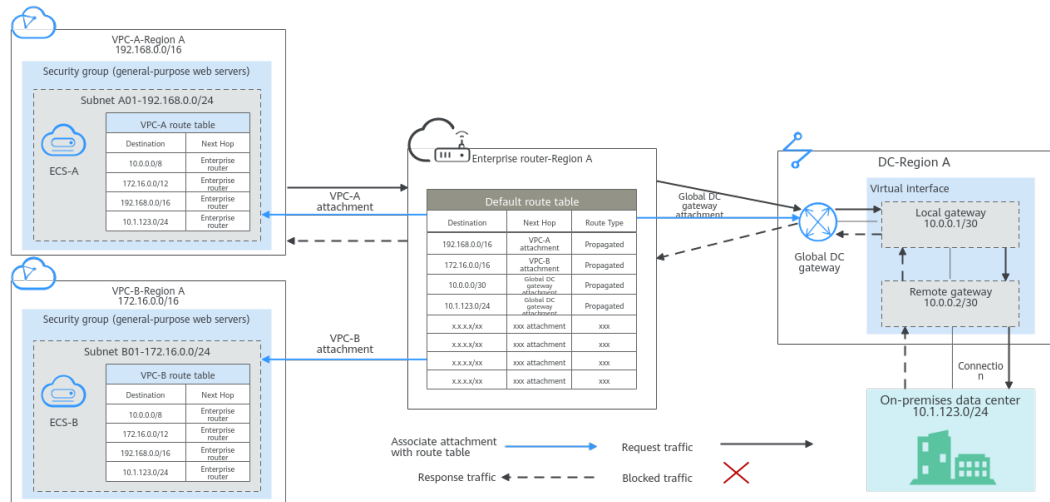 VPC-A-Region A
192.168.0.0/16
Security group (general-purpose web servers)
Subnet A01-192.168.0.0/24
ECS-A
VPC-A route table
Destination Next Hop
10.0.0.0/8 Enterprise router
172.16.0.0/12 Enterprise router
192.168.0.0/16 Enterprise router
10.1.123.0/24 Enterprise router
VPC-B-Region A
172.16.0.0/16
Security group (general-purpose web servers)
Subnet B01-172.16.0.0/24
ECS-B
VPC-B route table
Destination Next Hop
10.0.0.0/8 Enterprise router
172.16.0.0/12 Enterprise router
192.168.0.0/16 Enterprise router
10.1.123.0/24 Enterprise router
VPC-A
attachment
VPC-B
attachment
Enterprise router-Region A
Default route table
Destination Next Hop Route Type
192.168.0.0/16 VPC-A attachment Propagated
172.16.0.0/16 VPC-B attachment Propagated
10.0.0.0/30 Global DC gateway attachment Propagated
10.1.123.0/24 Global DC gateway attachment Propagated
x.x.x.x/xx xxx attachment xxx
x.x.x.x/xx xxx attachment xxx
x.x.x.x/xx xxx attachment xxx
x.x.x.x/xx xxx attachment xxx
Global DC
gateway
attachment
DC-Region A
Virtual interface
Global DC
gateway
Local gateway
10.0.0.1/30
Remote gateway
10.0.0.2/30
Connectio
n
On-premises data center
10.1.123.0/24
Associate attachment
with route table
Request traffic
Response traffic
Blocked traffic